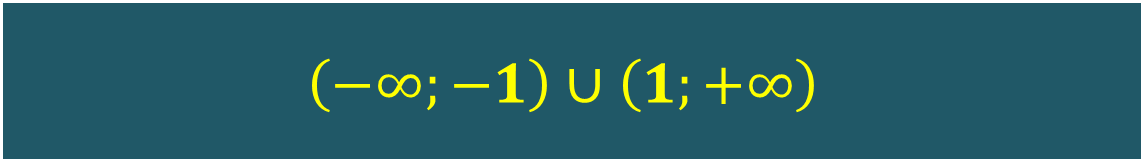 (−∞; −1) ∪ (1; +∞)